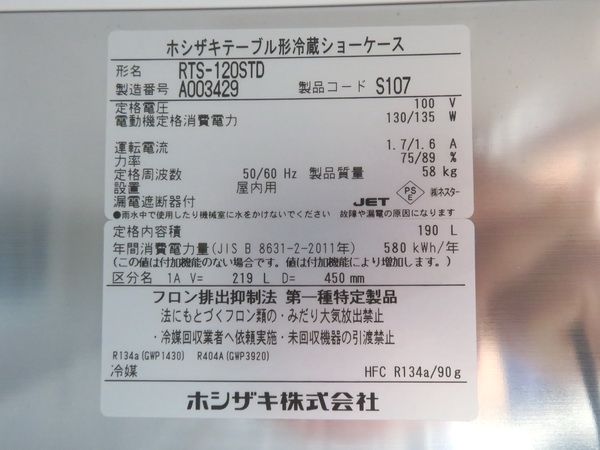 ホシザキテーブル形冷蔵ショーケース
形名 RTS-120STD
製造番号 A003429 製品コード S107
定格電圧 100 V
電動機定格消費電力 130/135 W
運転電流 1.7/1.6 A
力率 75/89 %
定格周波数 50/60 Hz 製品質量 58 kg
設置 屋内用
漏電遮断器付 JET PSE ㈱ネスター
●雨水中で使用したり機械室に水をかけないでください 故障や漏電の原因になります
定格内容積 190 L
年間消費電力量(JIS B 8631-2-2011年) 580 kWh/年
(この値は付加機能のない場合です。値は付加機能により増加します。)
区分名 1A V= 219 L D= 450 mm
フロン排出抑制法 第一種特定製品
法にもとづくフロン類の・みだり大気放出禁止
・冷媒回収業者へ依頼実施・未回収機器の引渡禁止
R134a(GWP1430) R404A(GWP3920)
冷媒 HFC R134a/90g
ホシザキ株式会社